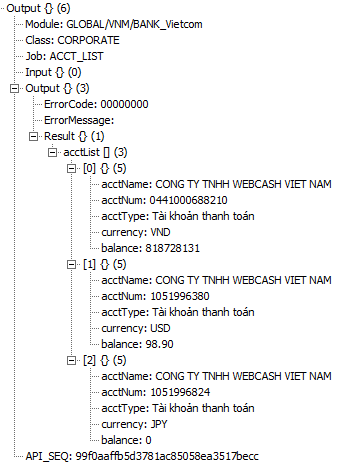 Output {} (6)
Module: GLOBAL/VNM/BANK_Vietcom
Class: CORPORATE
Job: ACCT_LIST
Input {} (0)
Output {} (3)
ErrorCode: 00000000
ErrorMessage:
Result {} (1)
acctList [] (3)
[0] {} (5)
acctName: CONG TY TNHH WEBCASH VIET NAM
acctNum: 0441000688210
acctType: Tài khoản thanh toán
currency: VND
balance: 818728131
[1] {} (5)
acctName: CONG TY TNHH WEBCASH VIET NAM
acctNum: 1051996380
acctType: Tài khoản thanh toán
currency: USD
balance: 98.90
[2] {} (5)
acctName: CONG TY TNHH WEBCASH VIET NAM
acctNum: 1051996824
acctType: Tài khoản thanh toán
currency: JPY
balance: 0
API_SEQ: 99f0aaffb5d3781ac85058ea3517becc